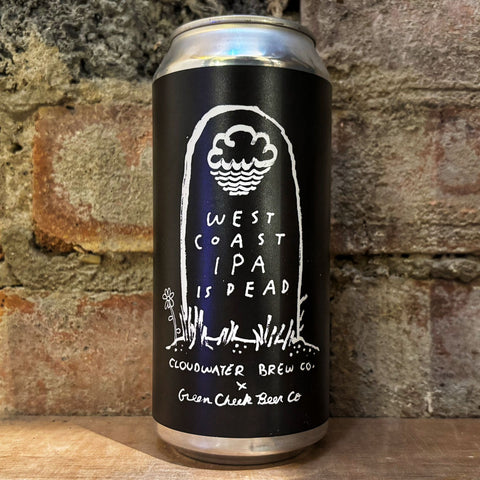 WEST
COAST
IPA
IS DEAD
CLOUDWATER BREW CO.
x
Green Cheek Beer Co